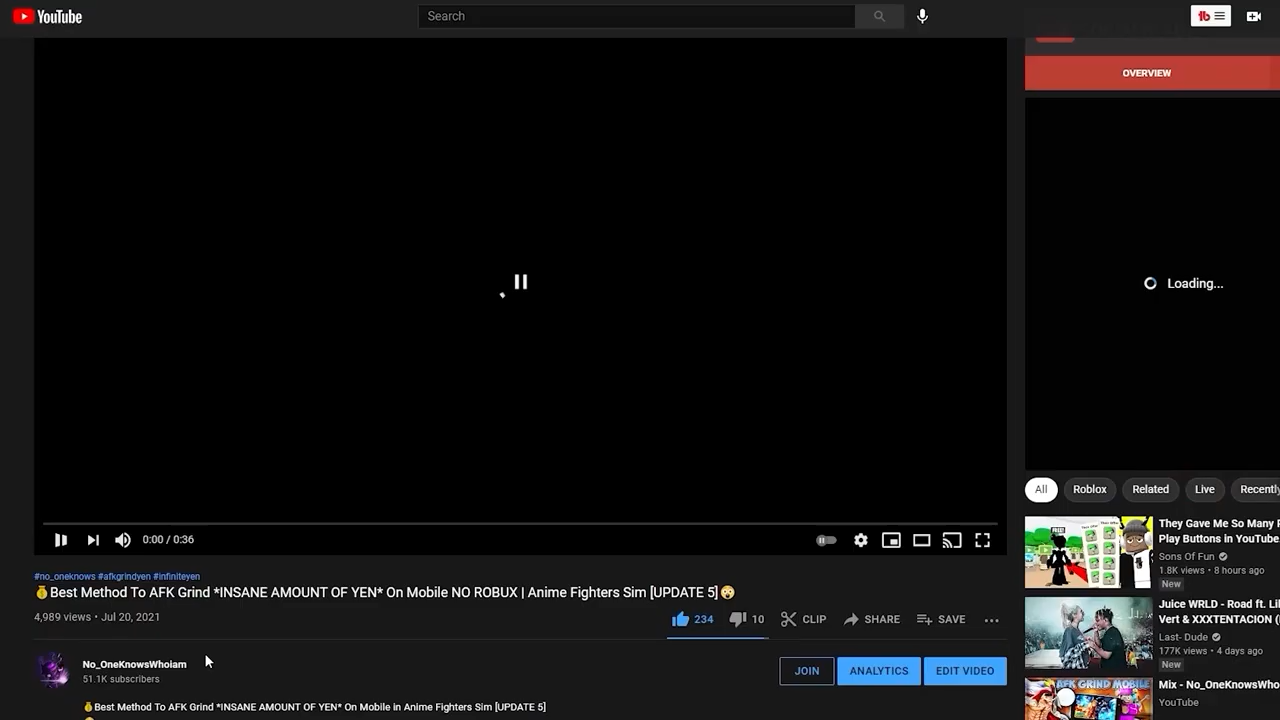 YouTube
Search
OVERVIEW
Loading...
0:00 / 0:36
All
Roblox
Related
Live
Recently
They Gave Me So Many
Play Buttons in YouTube
Sons Of Fun
1.8K views • 8 hours ago
New
#no_oneknows #afkgrindyen #infiniteyen
💰Best Method To AFK Grind *INSANE AMOUNT OF YEN* On Mobile NO ROBUX | Anime Fighters Sim [UPDATE 5]😳
4,989 views • Jul 20, 2021
234
10
CLIP
SHARE
SAVE
Juice WRLD - Road ft. Lil
Vert & XXXTENTACION (
Last- Dude
177K views • 4 days ago
New
No_OneKnowsWhoiam
51.1K subscribers
JOIN
ANALYTICS
EDIT VIDEO
💰Best Method To AFK Grind *INSANE AMOUNT OF YEN* On Mobile in Anime Fighters Sim [UPDATE 5]
AFK GRIND MOBILE
Mix - No_OneKnowsWho
YouTube